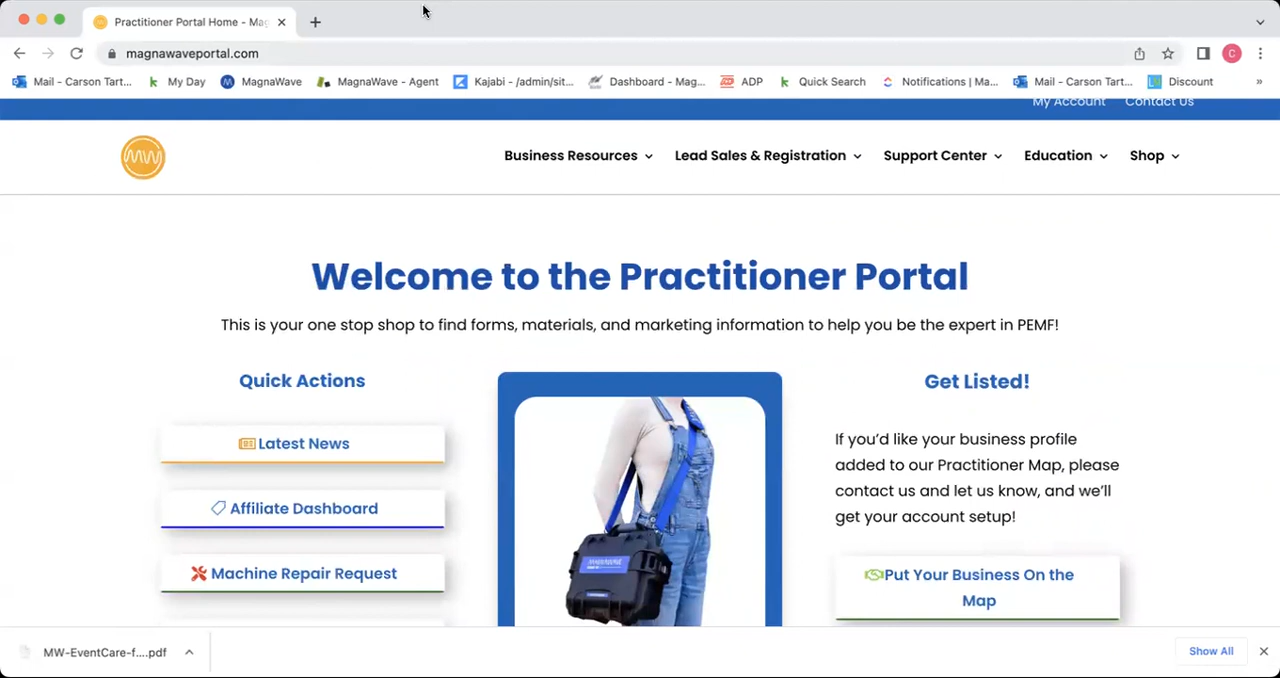 Practitioner Portal Home - Mag
magnawaveportal.com
C
Mail - Carson Tart...
My Day
MagnaWave
MagnaWave - Agent
Kajabi - /admin/sit...
Dashboard - Mag...
ADP
Quick Search
Notifications | Ma...
Mail - Carson Tart...
Discount
»
My Account
Contact Us
MW
Business Resources
Lead Sales & Registration
Support Center
Education
Shop
Welcome to the Practitioner Portal
This is your one stop shop to find forms, materials, and marketing information to help you be the expert in PEMF!
Quick Actions
Latest News
Affiliate Dashboard
Machine Repair Request
Get Listed!
If you’d like your business profile
added to our Practitioner Map, please
contact us and let us know, and we’ll
get your account setup!
Put Your Business On the
Map
MW-EventCare-f....pdf
Show All